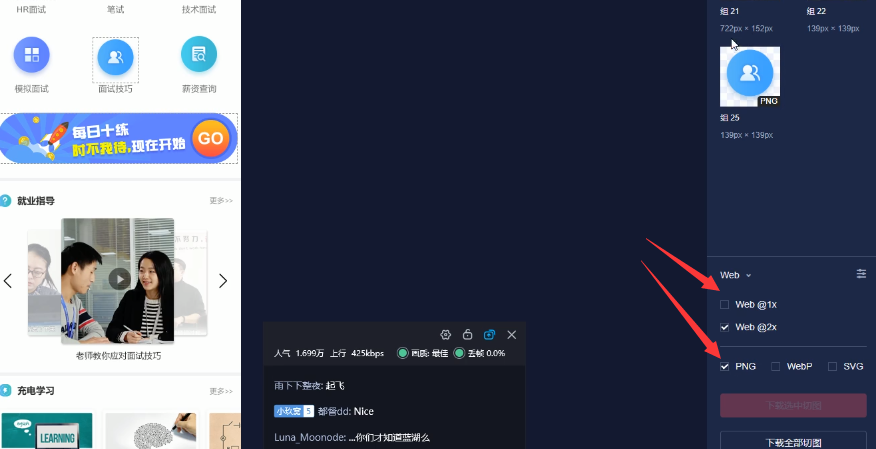 HR面试
笔试
技术面试
模拟面试
面试技巧
薪资查询
每日十练
时不我待,现在开始
GO
就业指导
更多>>
老师教你应对面试技巧
充电学习
更多>>
LEARNING
人气 1.699万 上行 425kbps 画质: 最佳 丢帧 0.0%
雨下下整夜: 起飞
小玖窝 5 都督dd: Nice
Luna_Moonode: ...你们才知道蓝湖么
组 21
组 22
722px × 152px
139px × 139px
PNG
组 25
139px × 139px
Web
Web @1x
Web @2x
PNG
WebP
SVG
下载选中切图
下载全部切图